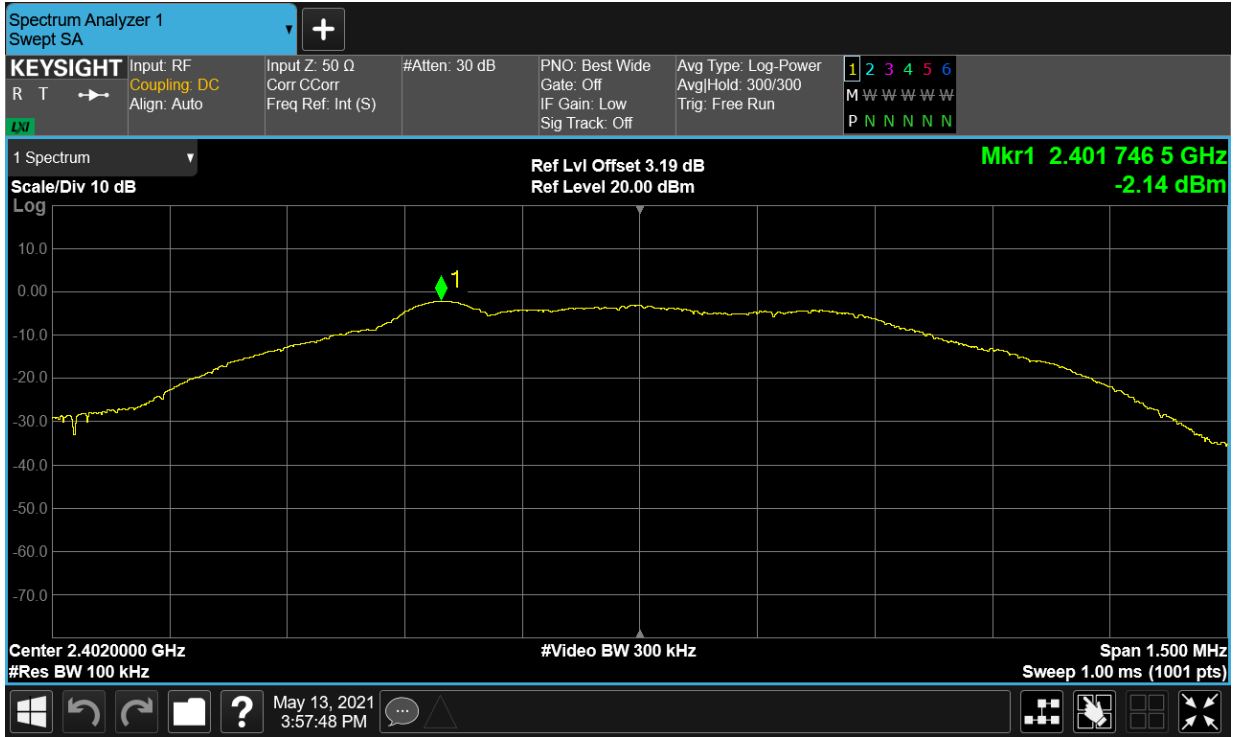 Spectrum Analyzer 1
Swept SA
KEYSIGHT
R T
LXI
Input: RF
Coupling: DC
Align: Auto
Input Z: 50 Ω
Corr CCorr
Freq Ref: Int (S)
#Atten: 30 dB
PNO: Best Wide
Gate: Off
IF Gain: Low
Sig Track: Off
Avg Type: Log-Power
Avg|Hold: 300/300
Trig: Free Run
1 2 3 4 5 6
M W W W W W
P N N N N N
1 Spectrum
Scale/Div 10 dB
Ref Lvl Offset 3.19 dB
Ref Level 20.00 dBm
Mkr1 2.401 746 5 GHz
-2.14 dBm
Log
10.0
0.00
-10.0
-20.0
-30.0
-40.0
-50.0
-60.0
-70.0
1
Center 2.4020000 GHz
#Res BW 100 kHz
#Video BW 300 kHz
Span 1.500 MHz
Sweep 1.00 ms (1001 pts)
?
May 13, 2021
3:57:48 PM